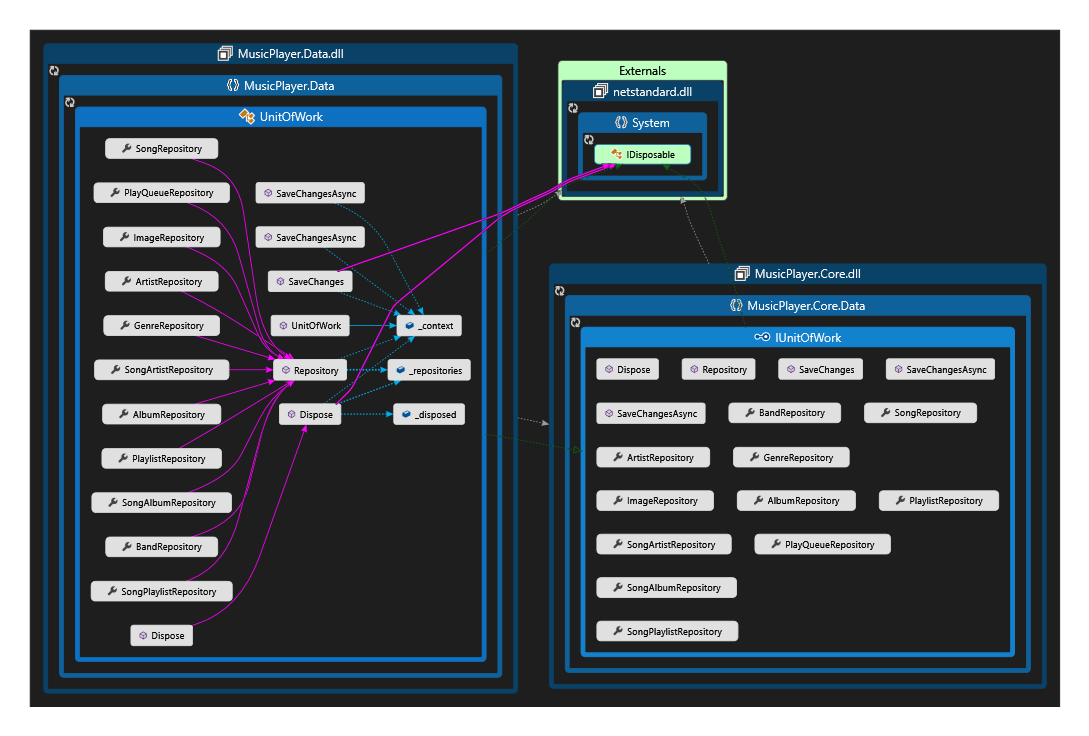 MusicPlayer.Data.dll
MusicPlayer.Data
UnitOfWork
SongRepository
PlayQueueRepository
SaveChangesAsync
ImageRepository
SaveChangesAsync
ArtistRepository
SaveChanges
GenreRepository
UnitOfWork
_context
SongArtistRepository
Repository
_repositories
AlbumRepository
Dispose
_disposed
PlaylistRepository
SongAlbumRepository
BandRepository
SongPlaylistRepository
Dispose
Externals
netstandard.dll
System
IDisposable
MusicPlayer.Core.dll
MusicPlayer.Core.Data
IUnitOfWork
Dispose
Repository
SaveChanges
SaveChangesAsync
SaveChangesAsync
BandRepository
SongRepository
ArtistRepository
GenreRepository
ImageRepository
AlbumRepository
PlaylistRepository
SongArtistRepository
PlayQueueRepository
SongAlbumRepository
SongPlaylistRepository